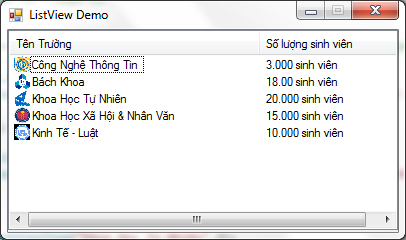 ListView Demo
Tên Trường Số lượng sinh viên
Công Nghệ Thông Tin 3.000 sinh viên
Bách Khoa 18.00 sinh viên
Khoa Học Tự Nhiên 20.000 sinh viên
Khoa Học Xã Hội & Nhân Văn 15.000 sinh viên
Kinh Tế - Luật 10.000 sinh viên